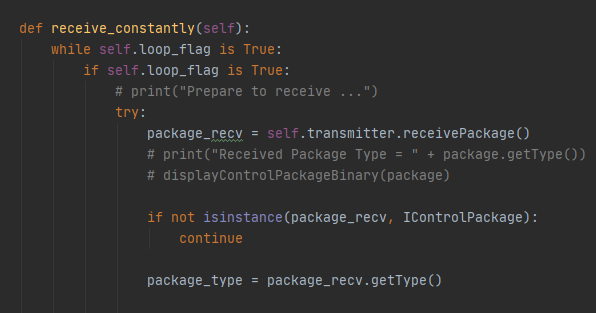 def receive_constantly(self):
    while self.loop_flag is True:
        if self.loop_flag is True:
            # print("Prepare to receive ...")
            try:
                package_recv = self.transmitter.receivePackage()
                # print("Received Package Type = " + package.getType())
                # displayControlPackageBinary(package)

                if not isinstance(package_recv, IControlPackage):
                    continue

                package_type = package_recv.getType()